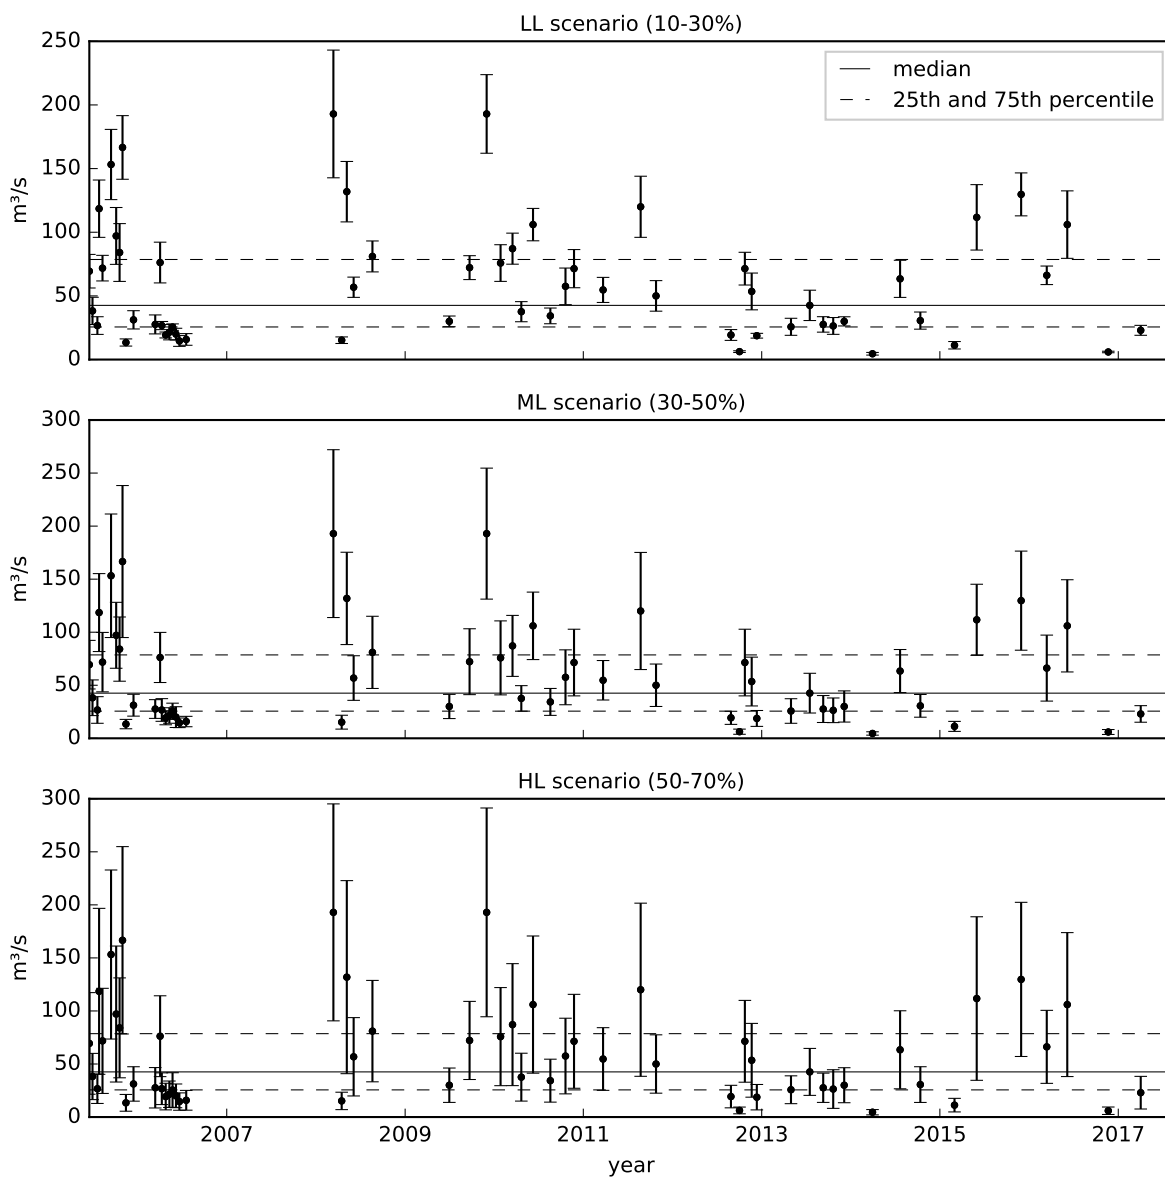 LL scenario (10-30%)
250
200
150
100
50
0
m³/s
median
25th and 75th percentile
ML scenario (30-50%)
300
250
200
150
100
50
0
m³/s
HL scenario (50-70%)
300
250
200
150
100
50
0
m³/s
2007 2009 2011 2013 2015 2017
year